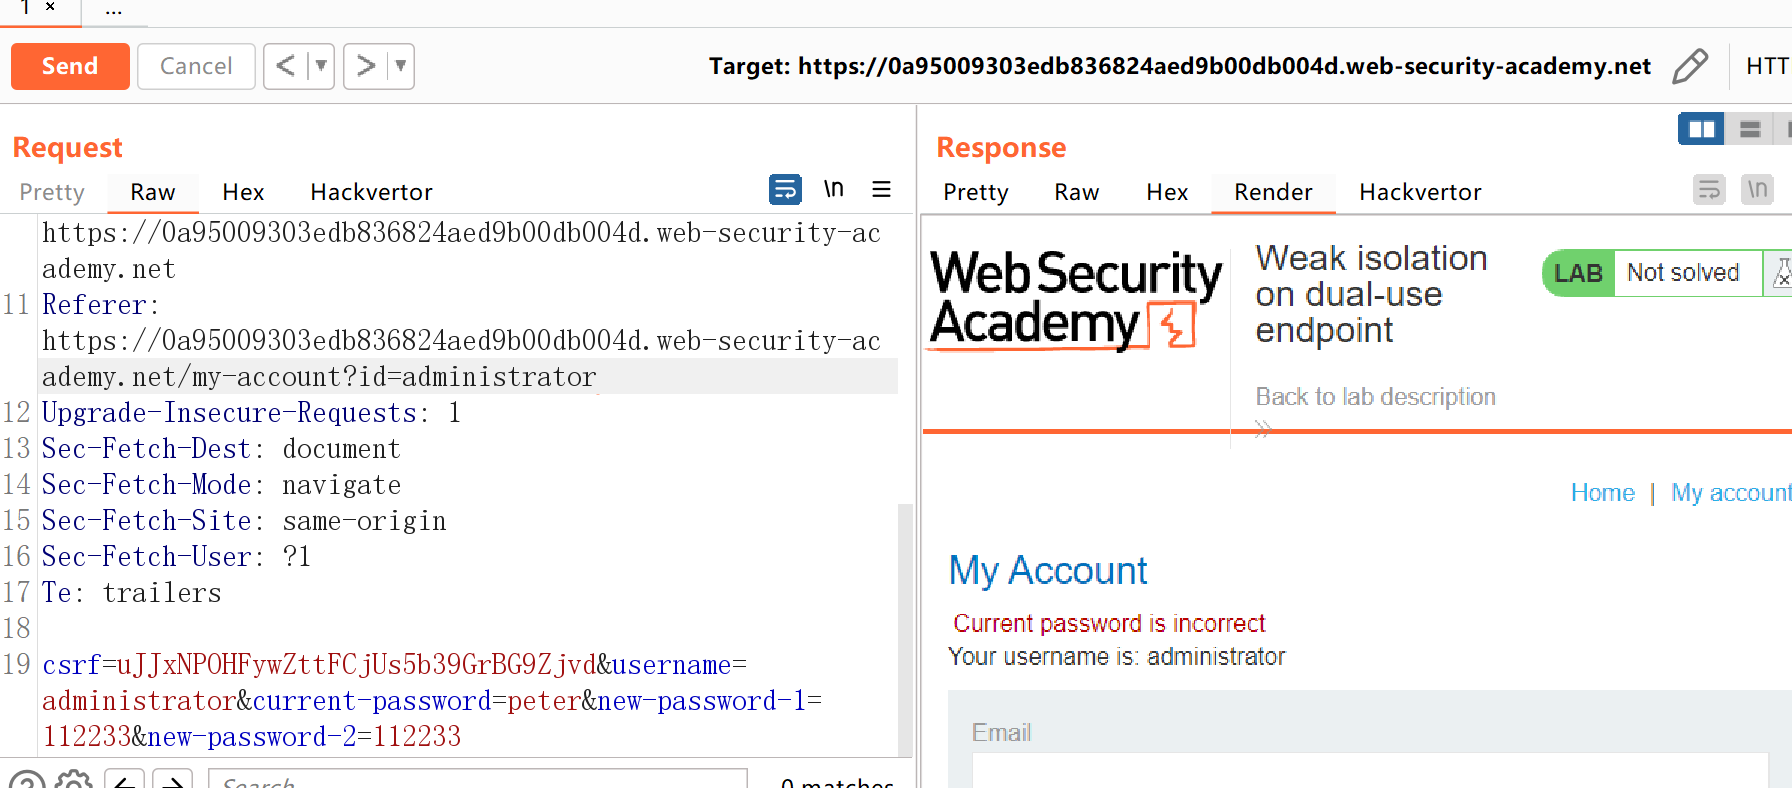 1 ×
...
Send
Cancel
<
>
Target: https://0a95009303edb836824aed9b00db004d.web-security-academy.net
HTT
Request
Pretty
Raw
Hex
Hackvertor
\n
https://0a95009303edb836824aed9b00db004d.web-security-ac
ademy.net
11 Referer:
https://0a95009303edb836824aed9b00db004d.web-security-ac
ademy.net/my-account?id=administrator
12 Upgrade-Insecure-Requests: 1
13 Sec-Fetch-Dest: document
14 Sec-Fetch-Mode: navigate
15 Sec-Fetch-Site: same-origin
16 Sec-Fetch-User: ?1
17 Te: trailers
18
19 csrf=uJJxNPOHFywZttFCjUs5b39GrBG9Zjvd&username=
administrator&current-password=peter&new-password-1=
112233&new-password-2=112233
Search
0 matches
Response
Pretty
Raw
Hex
Render
Hackvertor
\n
Web Security
Academy
Weak isolation
on dual-use
endpoint
LAB Not solved
Back to lab description
Home | My account
My Account
Current password is incorrect
Your username is: administrator
Email